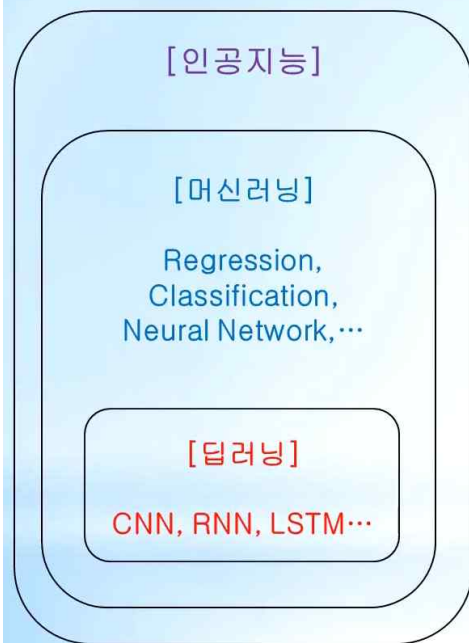 [인공지능]
[머신러닝]
Regression,
Classification,
Neural Network,…
[딥러닝]
CNN, RNN, LSTM…